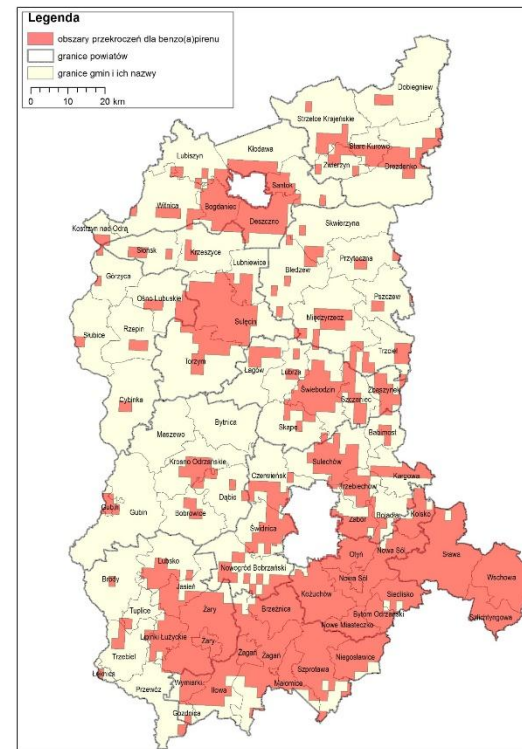 Legenda
obszary przekroczeń dla benzo(a)pirenu
granice powiatów
granice gmin i ich nazwy
0 10 20 km
Dobiegniew
Strzelce Krajeńskie
Stare Kurowo
Zwierzyn
Drezdenko
Kłodawa
Lubiszyn
Santok
Witnica
Bogdaniec
Deszczno
Skwierzyna
Kostrzyn nad Odrą
Słońsk
Krzeszyce
Lubniewice
Bledzew
Przytoczna
Górzyca
Ośno Lubuskie
Pszczew
Sulęcin
Międzyrzecz
Słubice
Rzepin
Torzym
Łagów
Lubrza
Trzciel
Świebodzin
Szczaniec
Zbąszynek
Cybinka
Skąpe
Babimost
Bytnica
Maszewo
Sulechów
Krosno Odrzańskie
Czerwieńsk
Kargowa
Trzebiechów
Dąbie
Gubin
Gubin
Bobrowice
Świdnica
Zabór
Bojadła
Kolsko
Otyń
Nowa Sól
Sława
Nowogród Bobrzański
Lubsko
Brody
Jasień
Nowa Sól
Wschowa
Kożuchów
Siedlisko
Tuplice
Żary
Brzeźnica
Bytom Odrzański
Szlichtyngowa
Nowe Miasteczko
Lipinki Łużyckie
Żary
Trzebiel
Żagań
Żagań
Niegosławice
Szprotawa
Łęknica
Wymiarki
Małomice
Przewóz
Iłowa
Gozdnica